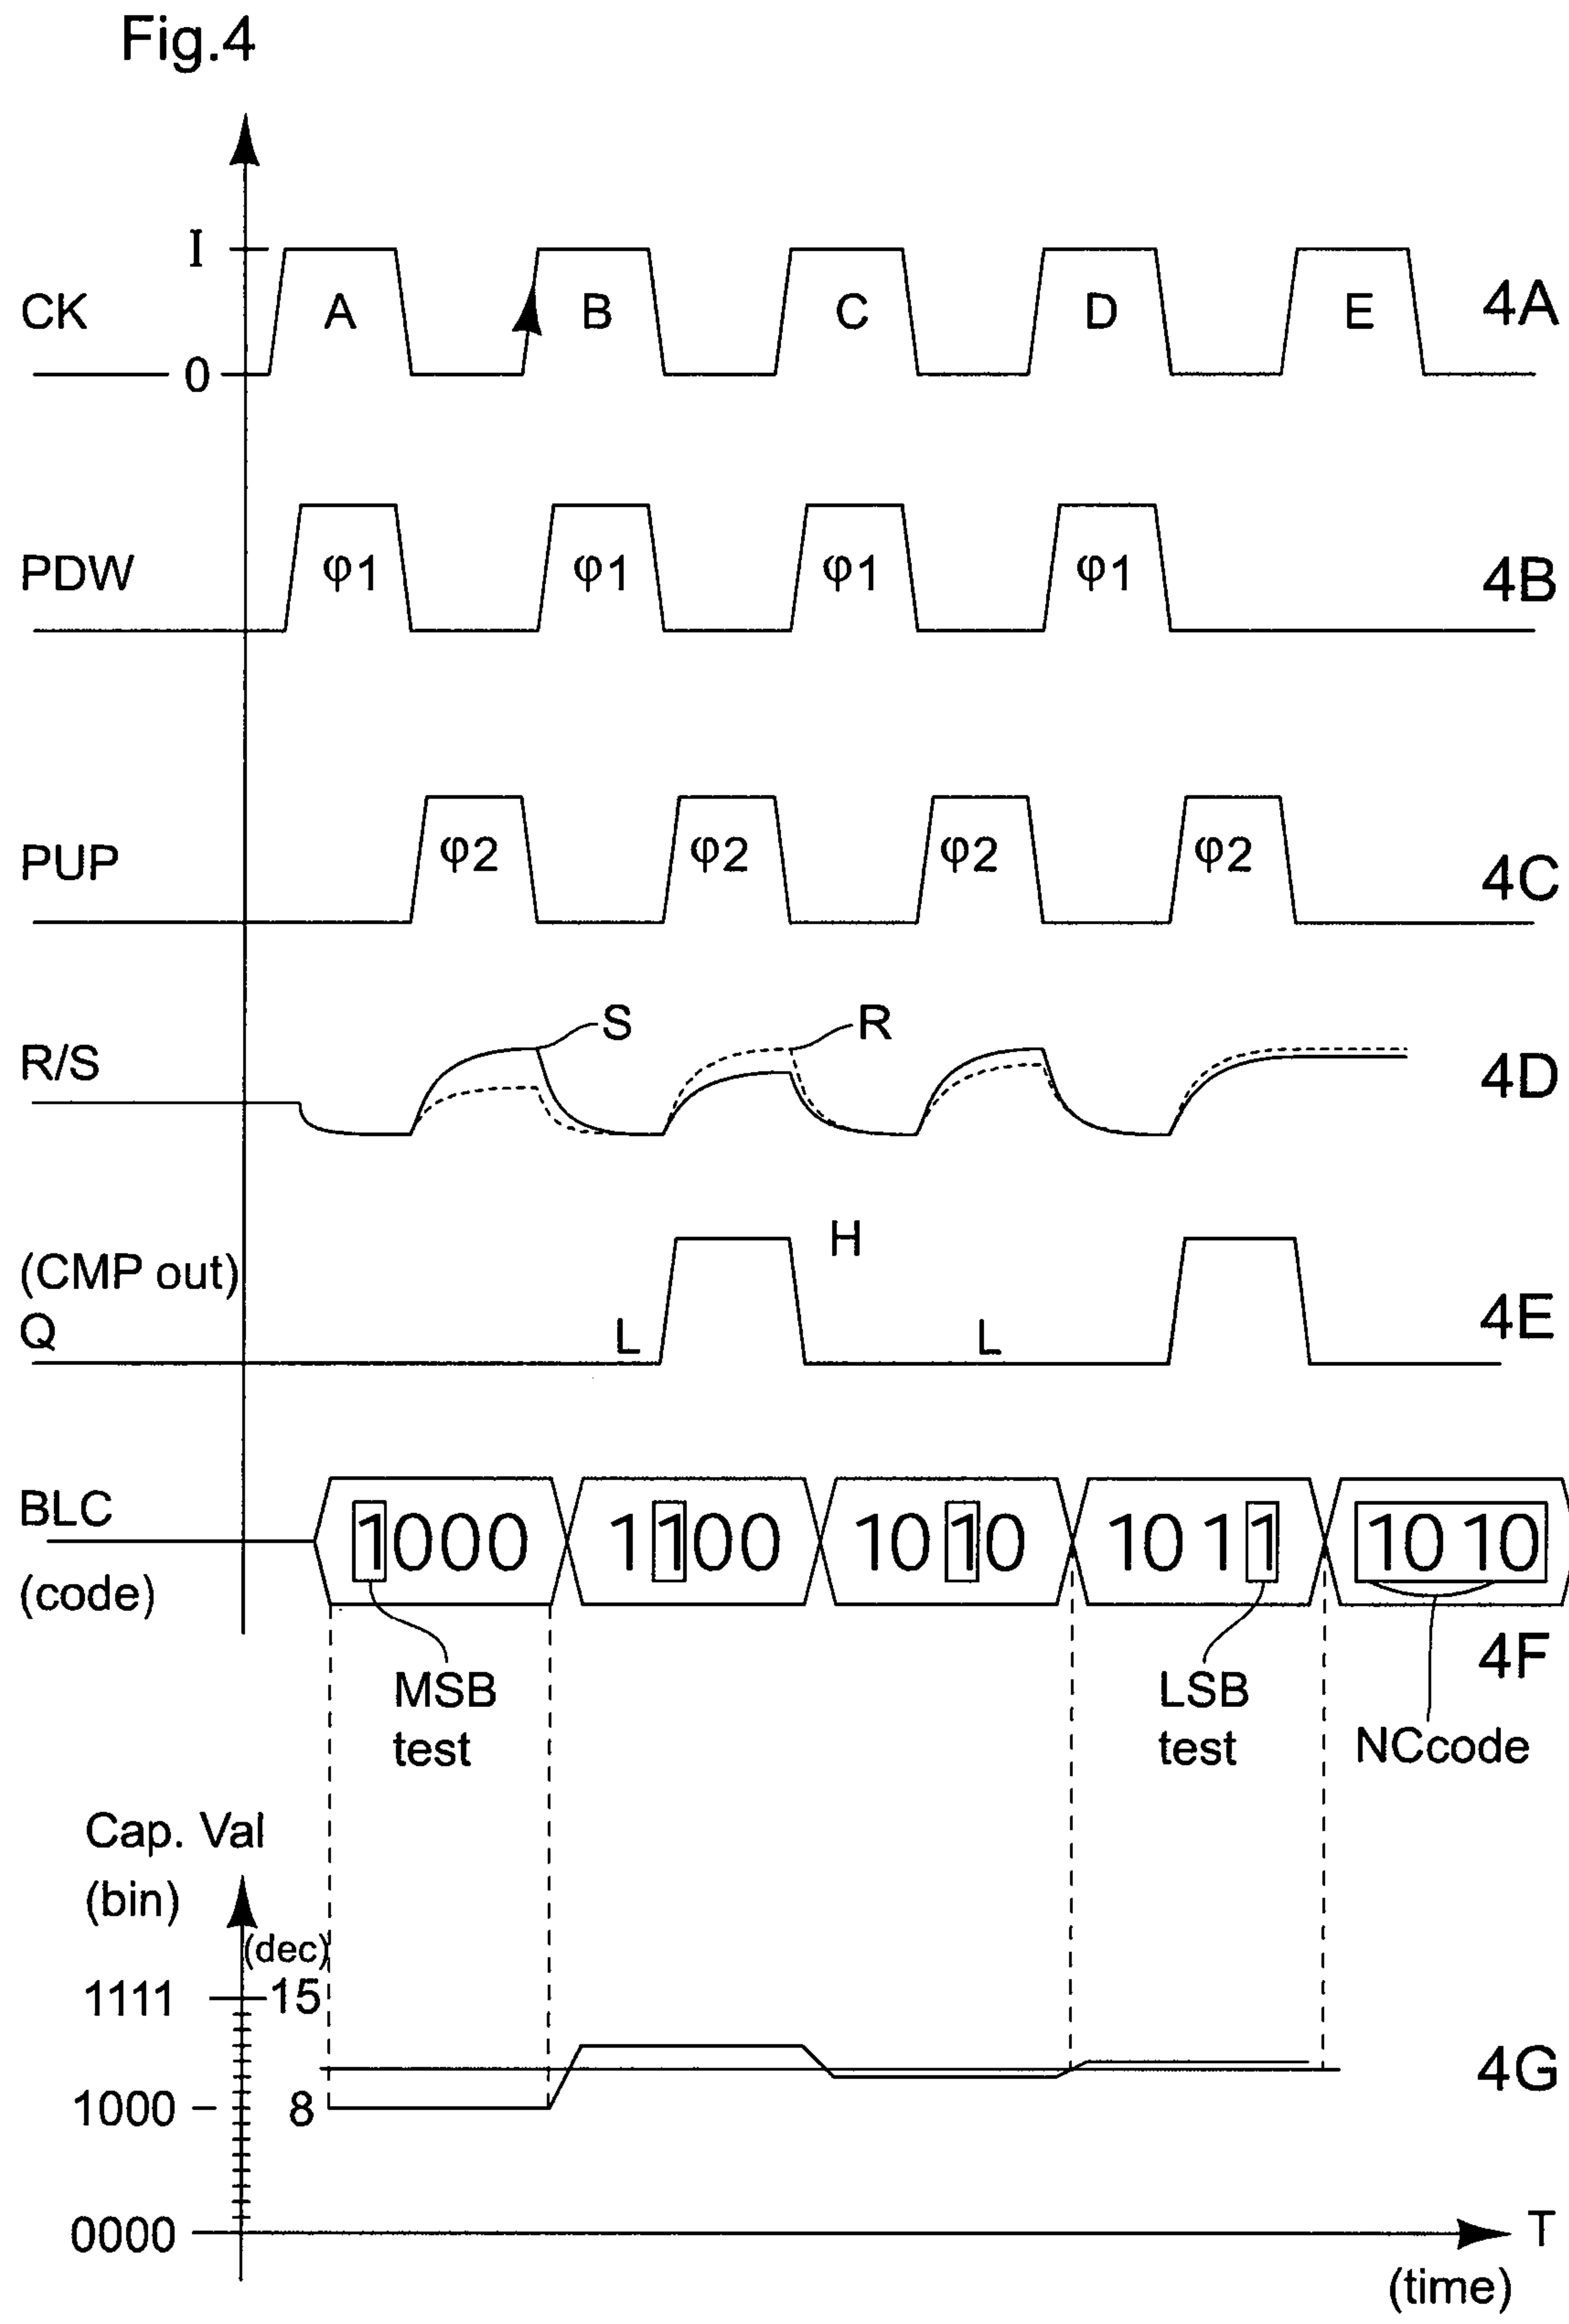 Fig.4
I
CK
A
B
C
D
E
4A
0
PDW
φ1
φ1
φ1
φ1
4B
PUP
φ2
φ2
φ2
φ2
4C
R/S
S
R
4D
(CMP out)
Q
L
H
L
4E
BLC
(code)
1000
1100
1010
1011
1010
4F
MSB
test
LSB
test
NCcode
Cap. Val
(bin)
(dec)
1111
15
1000
8
4G
0000
T
(time)